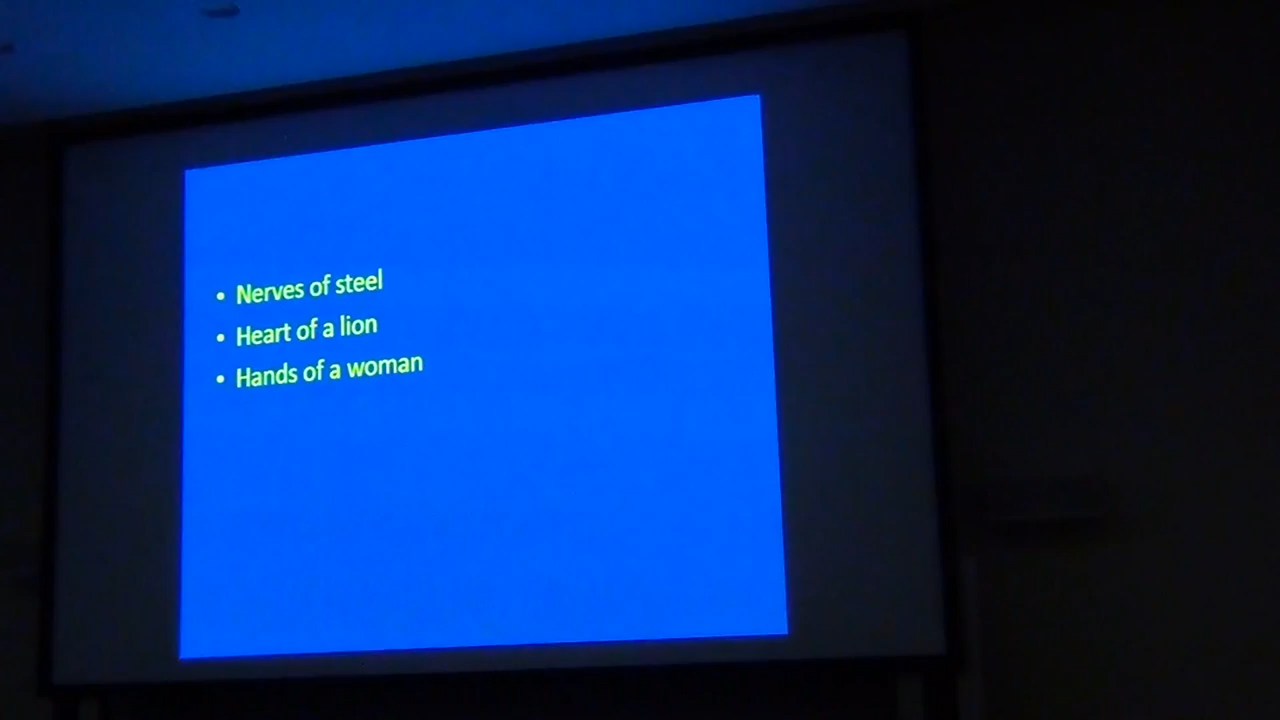 • Nerves of steel
• Heart of a lion
• Hands of a woman